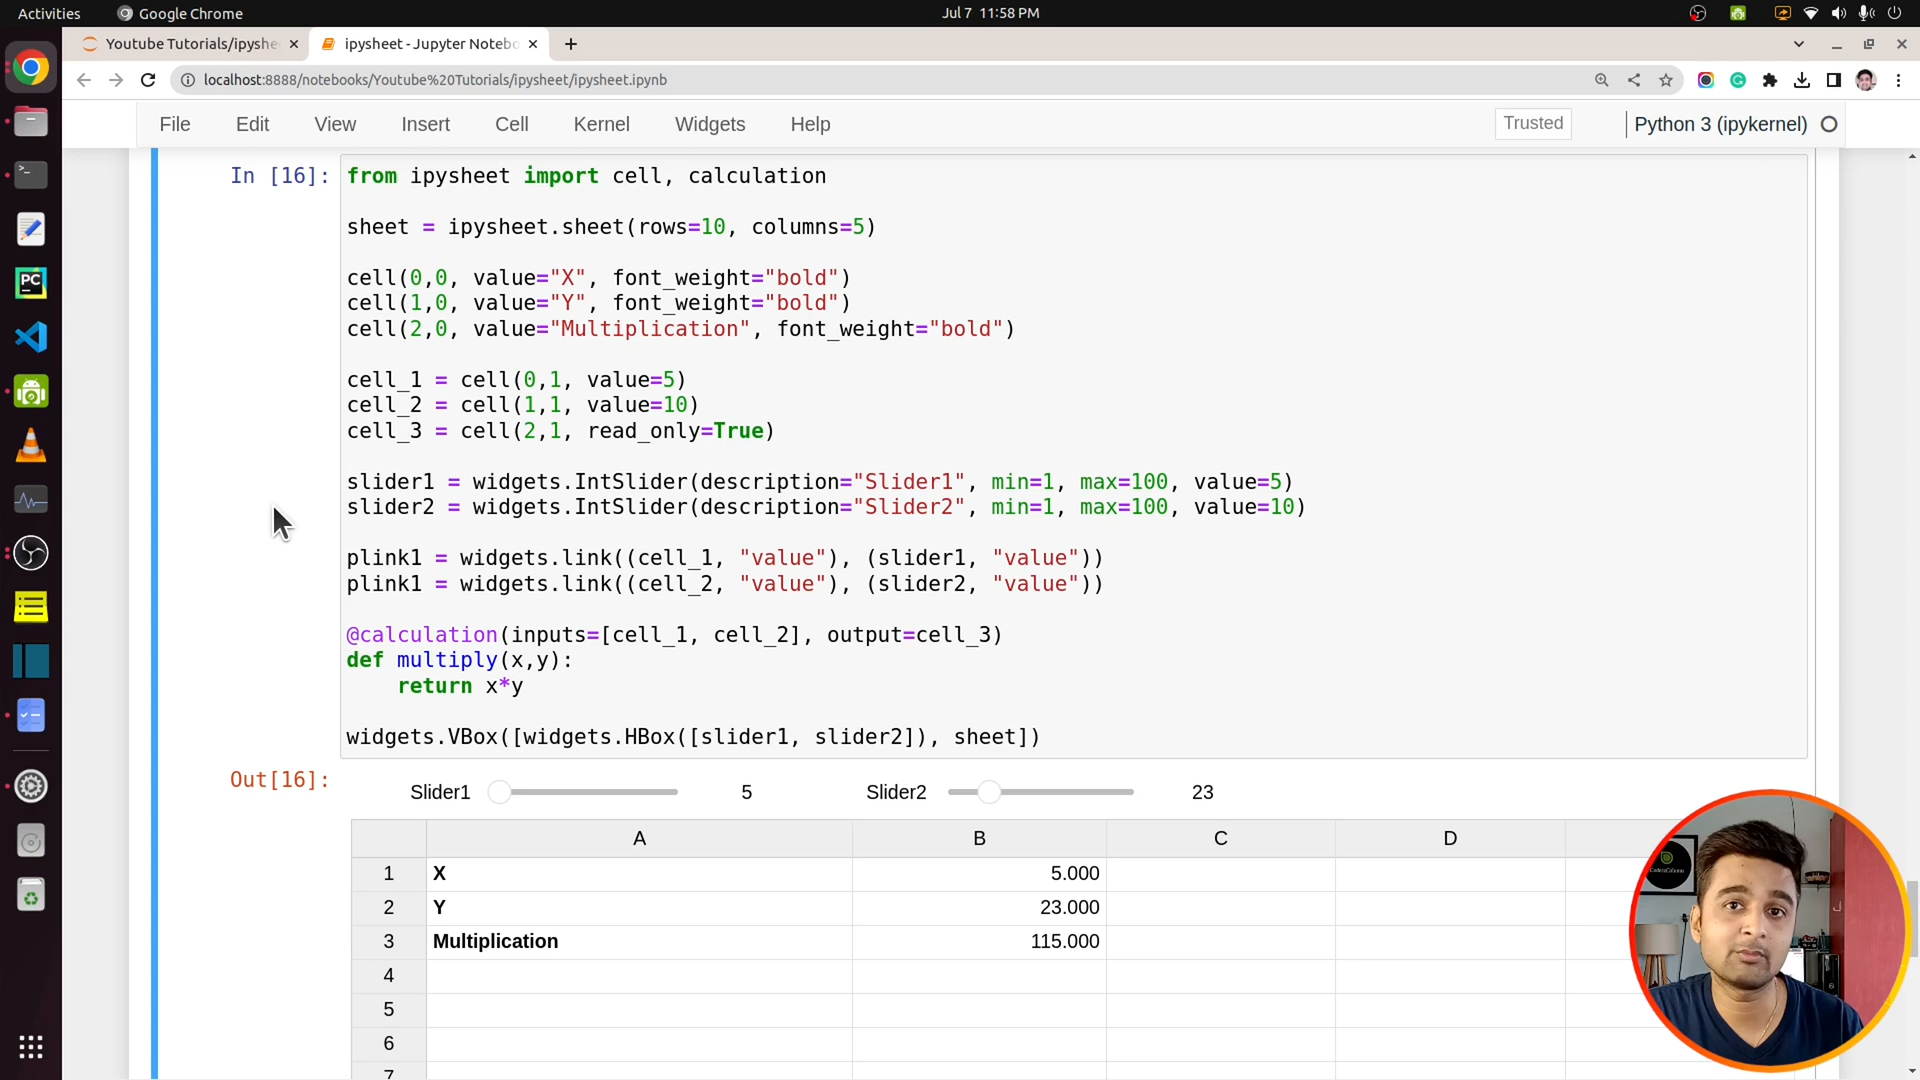 Activities Google Chrome Jul 7 11:58 PM
Youtube Tutorials/ipyshe ipysheet - Jupyter Notebo
localhost:8888/notebooks/Youtube%20Tutorials/ipysheet/ipysheet.ipynb
File Edit View Insert Cell Kernel Widgets Help Trusted Python 3 (ipykernel)
In [16]: from ipysheet import cell, calculation
sheet = ipysheet.sheet(rows=10, columns=5)
cell(0,0, value="X", font_weight="bold")
cell(1,0, value="Y", font_weight="bold")
cell(2,0, value="Multiplication", font_weight="bold")
cell_1 = cell(0,1, value=5)
cell_2 = cell(1,1, value=10)
cell_3 = cell(2,1, read_only=True)
slider1 = widgets.IntSlider(description="Slider1", min=1, max=100, value=5)
slider2 = widgets.IntSlider(description="Slider2", min=1, max=100, value=10)
plink1 = widgets.link((cell_1, "value"), (slider1, "value"))
plink1 = widgets.link((cell_2, "value"), (slider2, "value"))
@calculation(inputs=[cell_1, cell_2], output=cell_3)
def multiply(x,y):
    return x*y
widgets.VBox([widgets.HBox([slider1, slider2]), sheet])
Out[16]: Slider1 5 Slider2 23
A B C D
1 X 5.000
2 Y 23.000
3 Multiplication 115.000
4
5
6
7
PC